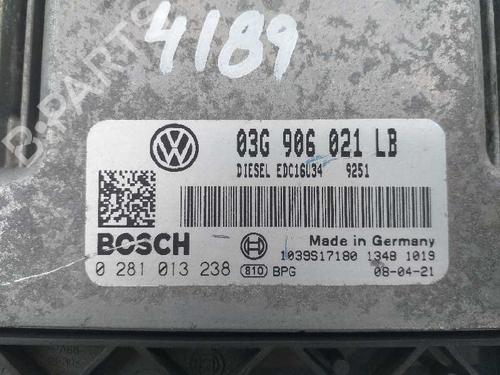 4189
B-PARTS
03G 906 021 LB
DIESEL EDC16U34 9251
BOSCH
Made in Germany
0 281 013 238 810 BPG
1039S17180 1348 1019
08-04-21